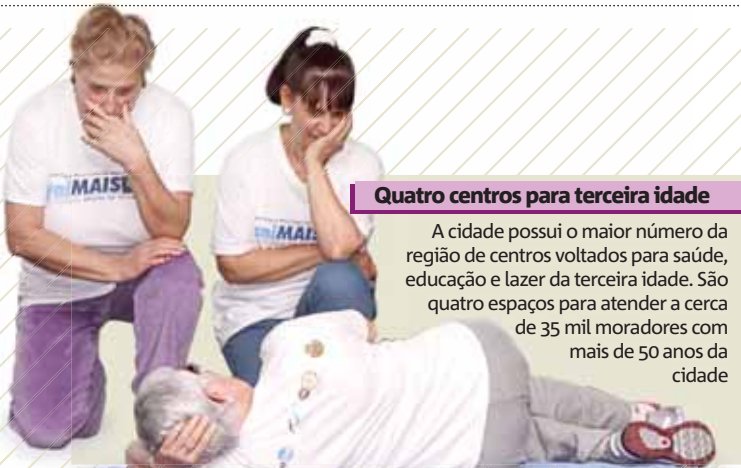 MAIS
MAIS
Quatro centros para terceira idade
A cidade possui o maior número da
região de centros voltados para saúde,
educação e lazer da terceira idade. São
quatro espaços para atender a cerca
de 35 mil moradores com
mais de 50 anos da
cidade